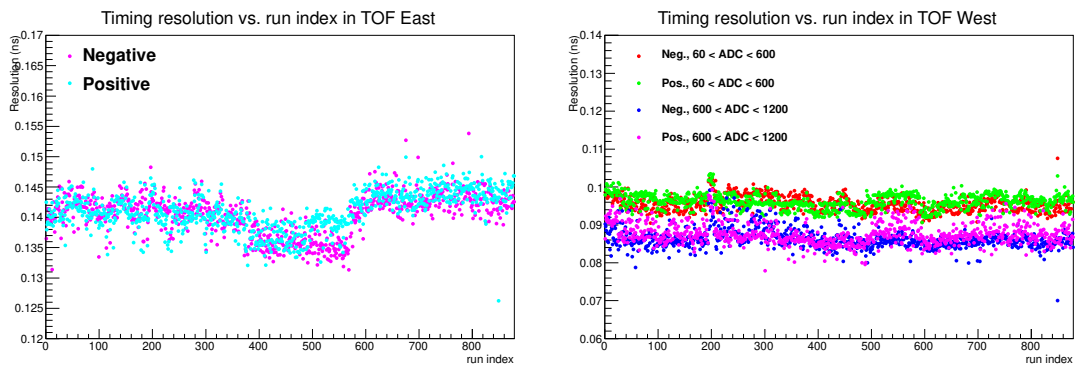 Timing resolution vs. run index in TOF East
Resolution (ns)
0.17
0.165
0.16
0.155
0.15
0.145
0.14
0.135
0.13
0.125
0.12
Negative
Positive
0 100 200 300 400 500 600 700 800
run index
Timing resolution vs. run index in TOF West
Resolution (ns)
0.14
0.13
0.12
0.11
0.1
0.09
0.08
0.07
0.06
Neg., 60 < ADC < 600
Pos., 60 < ADC < 600
Neg., 600 < ADC < 1200
Pos., 600 < ADC < 1200
0 100 200 300 400 500 600 700 800
run index